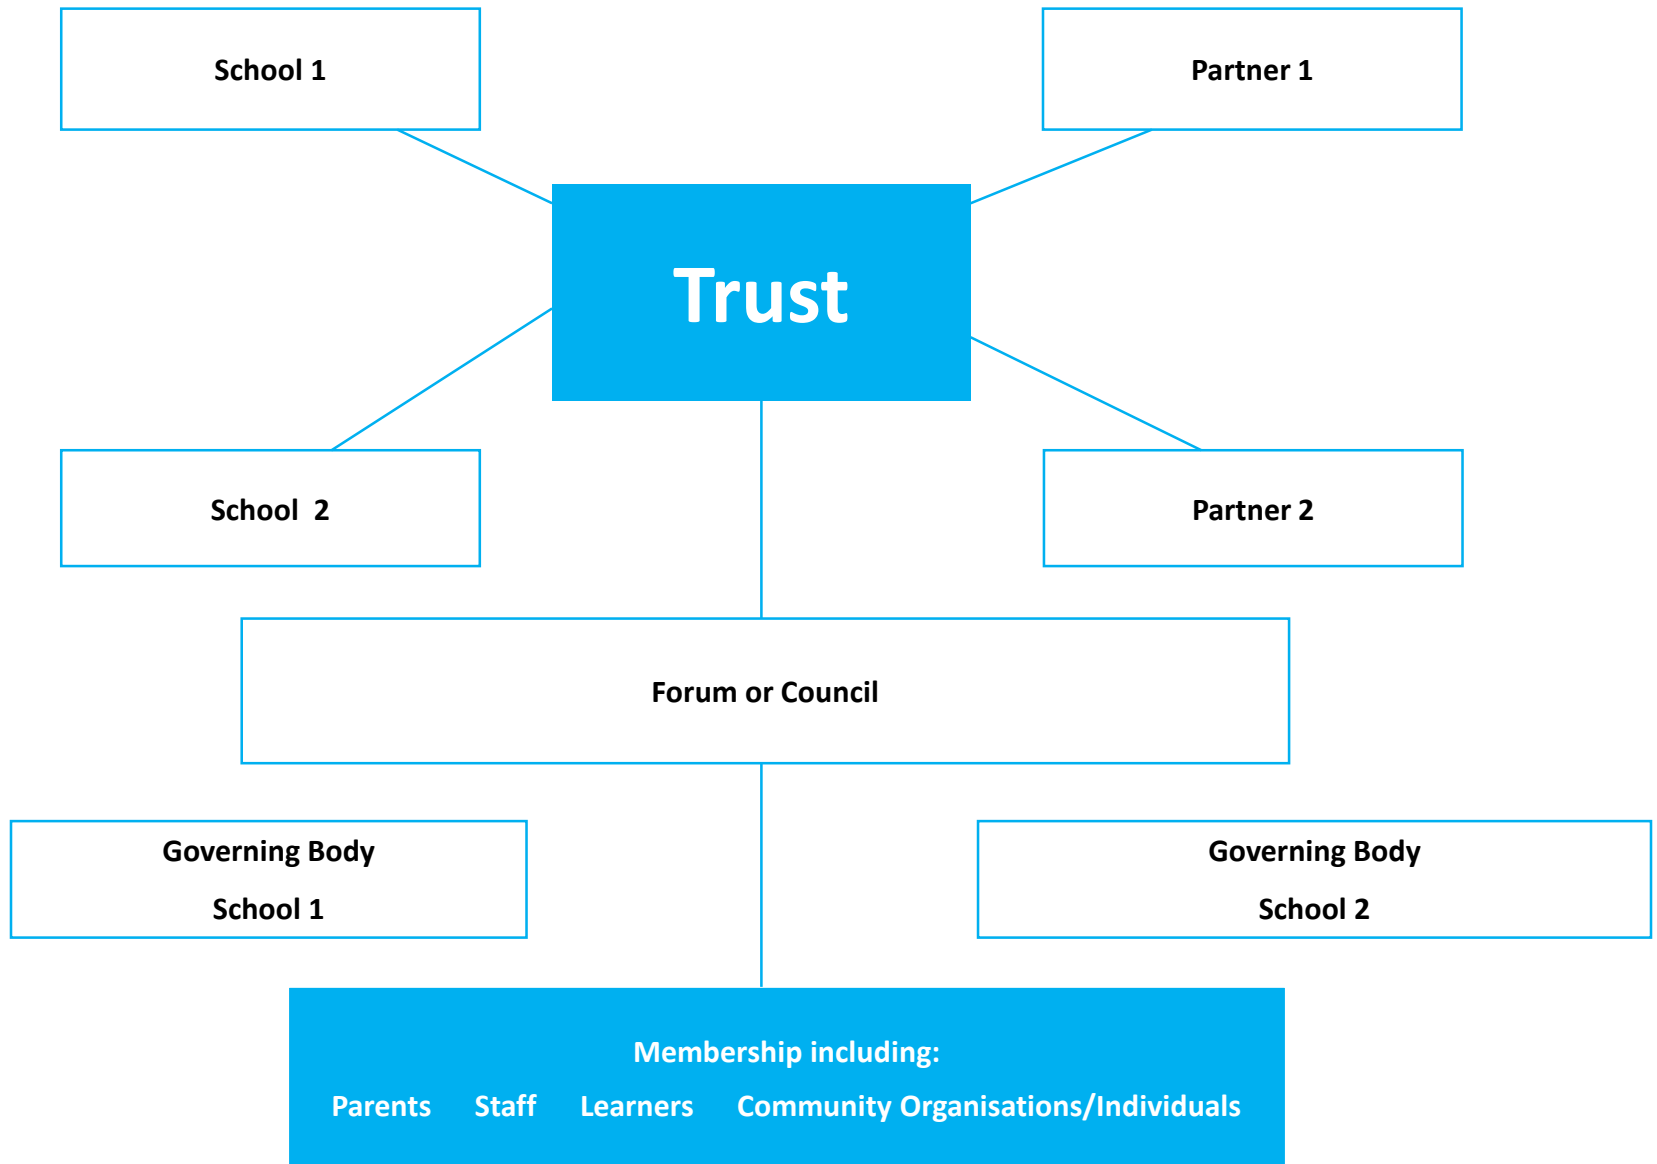 School 1
Partner 1
Trust
School  2
Partner 2
Forum or Council
Governing Body
School 1
Governing Body
School 2
Membership including:
Parents Staff Learners Community Organisations/Individuals